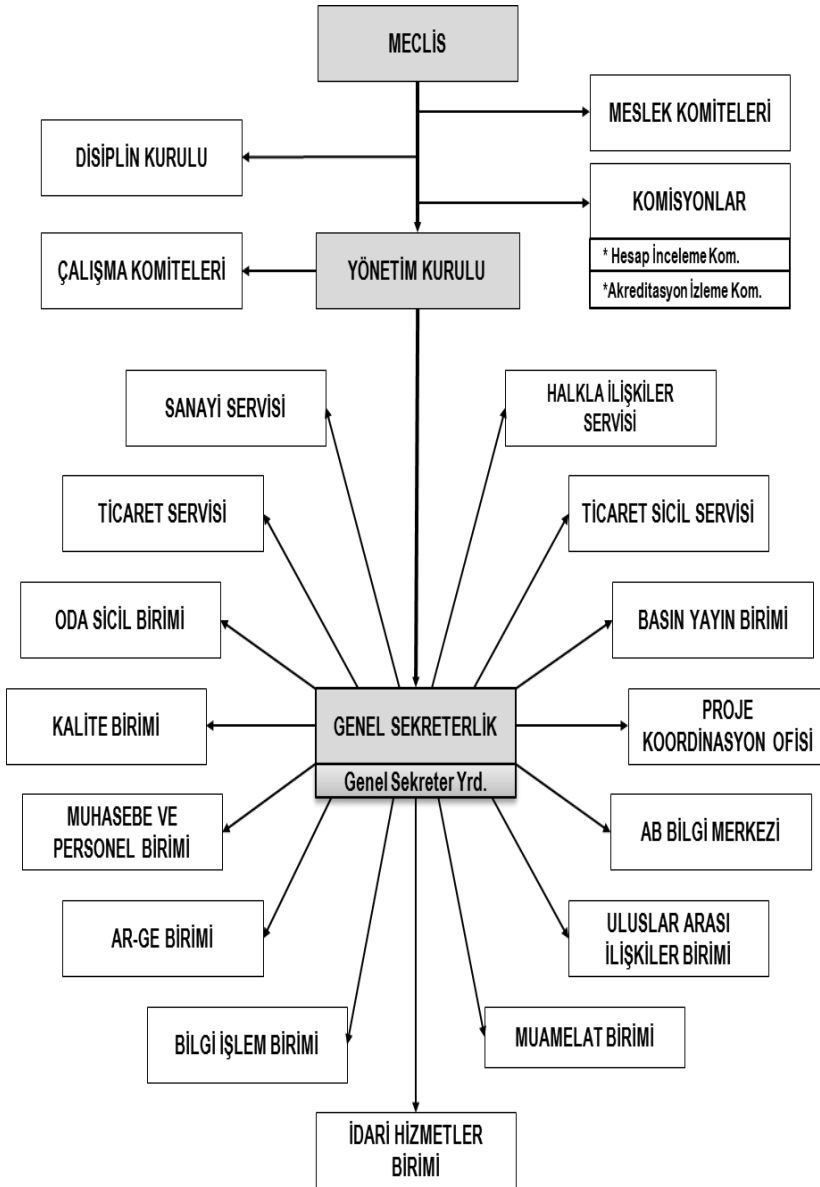 MECLİS
MESLEK KOMİTELERİ
DİSİPLİN KURULU
KOMİSYONLAR
* Hesap İnceleme Kom.
*Akreditasyon İzleme Kom.
ÇALIŞMA KOMİTELERİ
YÖNETİM KURULU
SANAYİ SERVİSİ
HALKLA İLİŞKİLER
SERVİSİ
TİCARET SERVİSİ
TİCARET SİCİL SERVİSİ
ODA SİCİL BİRİMİ
BASIN YAYIN BİRİMİ
KALİTE BİRİMİ
GENEL SEKRETERLİK
Genel Sekreter Yrd.
PROJE
KOORDİNASYON OFİSİ
MUHASEBE VE
PERSONEL BİRİMİ
AB BİLGİ MERKEZİ
AR-GE BİRİMİ
ULUSLAR ARASI
İLİŞKİLER BİRİMİ
BİLGİ İŞLEM BİRİMİ
MUAMELAT BİRİMİ
İDARİ HİZMETLER
BİRİMİ